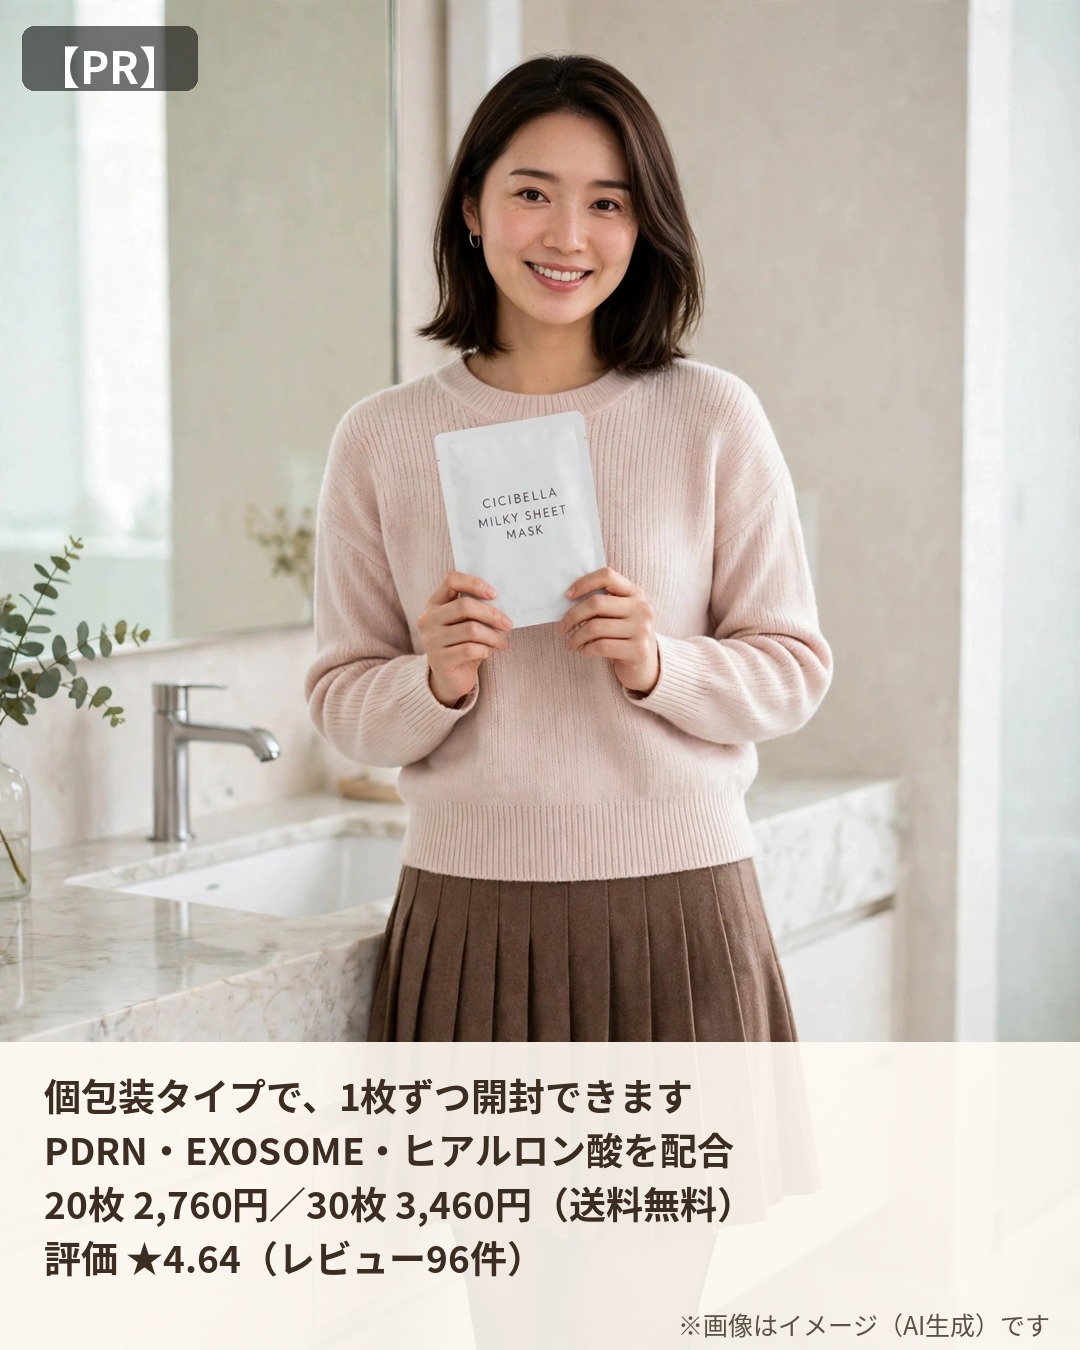 【PR】
CICIBELLA
MILKY SHEET
MASK
個包装タイプで、1枚ずつ開封できます
PDRN・EXOSOME・ヒアルロン酸を配合
20枚 2,760円／30枚 3,460円（送料無料）
評価 ★4.64（レビュー96件）
※画像はイメージ（AI生成）です